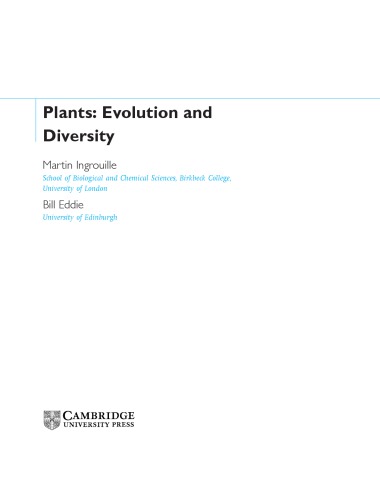 Plants: Evolution and
Diversity
Martin Ingrouille
School of Biological and Chemical Sciences, Birkbeck College,
University of London
Bill Eddie
University of Edinburgh
CAMBRIDGE
UNIVERSITY PRESS